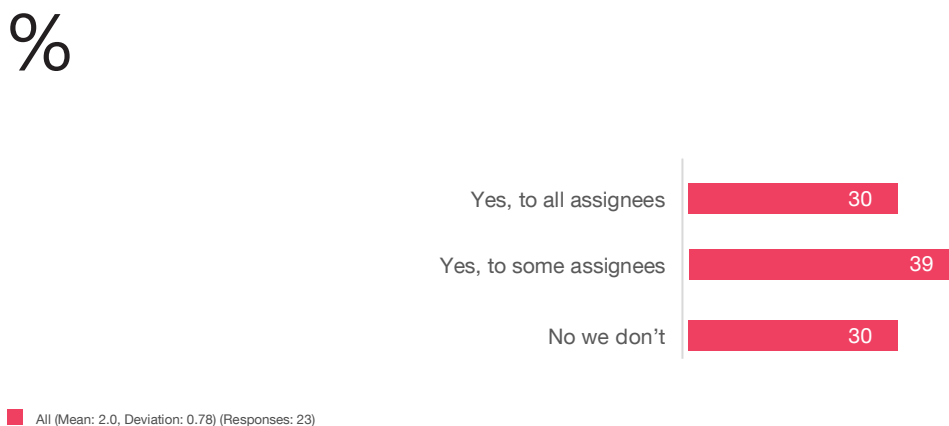 %
Yes, to all assignees 30
Yes, to some assignees 39
No we don’t 30
All (Mean: 2.0, Deviation: 0.78) (Responses: 23)